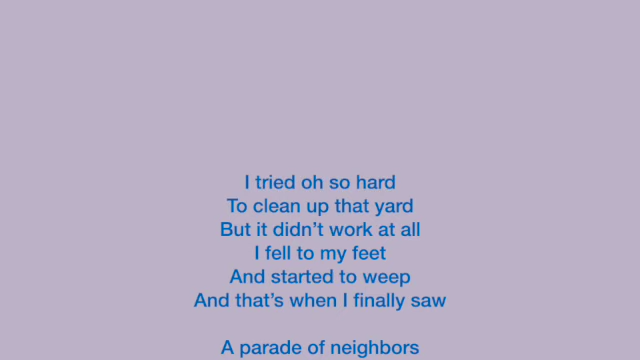 I tried oh so hard
To clean up that yard
But it didn’t work at all
I fell to my feet
And started to weep
And that’s when I finally saw
A parade of neighbors